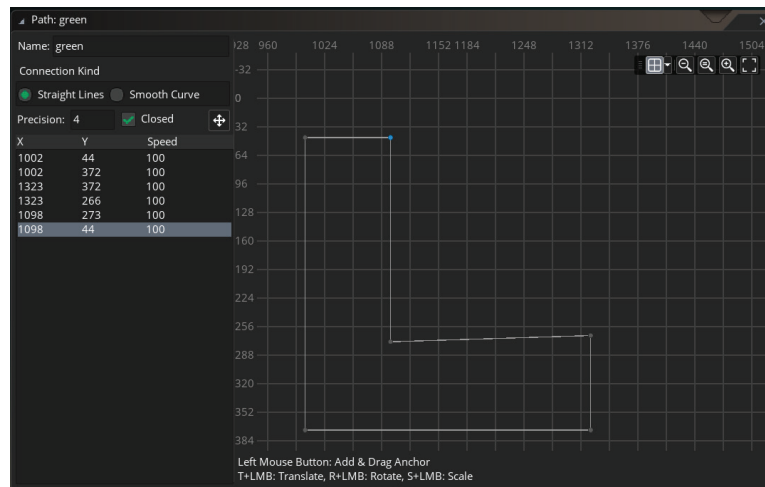 Path: green
Name: green
Connection Kind
Straight Lines Smooth Curve
Precision: 4 Closed
X Y Speed
1002 44 100
1002 372 100
1323 372 100
1323 266 100
1098 273 100
1098 44 100
928 960 1024 1088 1152 1184 1248 1312 1376 1440 1504
-32
0
32
64
96
128
160
192
224
256
288
320
352
384
Left Mouse Button: Add & Drag Anchor
T+LMB: Translate, R+LMB: Rotate, S+LMB: Scale